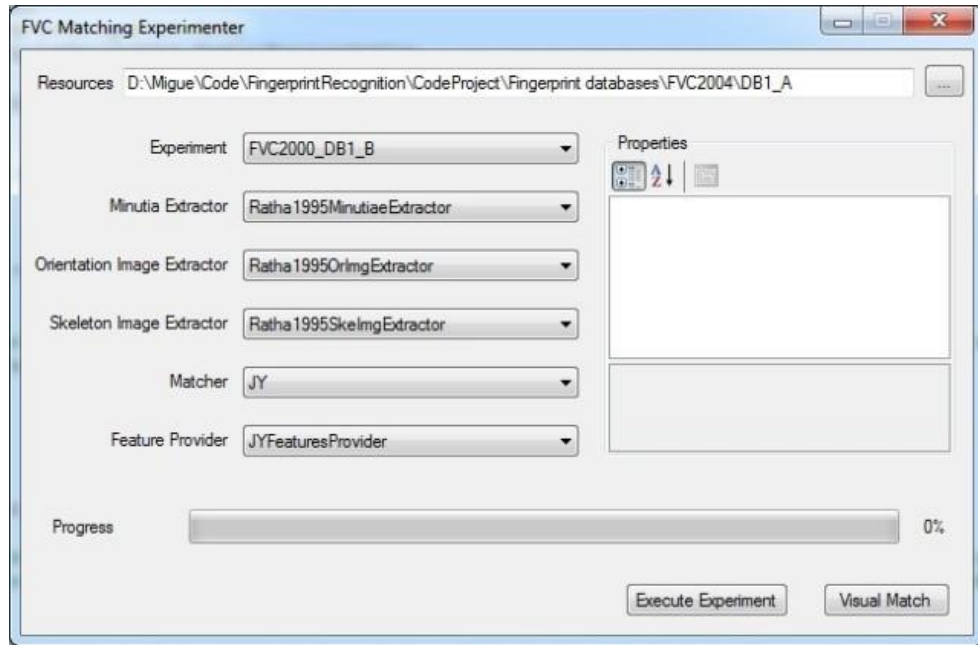 FVC Matching Experimenter
Resources D:\Migue\Code\FingerprintRecognition\CodeProject\Fingerprint databases\FVC2004\DB1_A ...
Experiment FVC2000_DB1_B
Properties
Minutia Extractor Ratha1995MinutiaeExtractor
Orientation Image Extractor Ratha1995OrImgExtractor
Skeleton Image Extractor Ratha1995SkeImgExtractor
Matcher JY
Feature Provider JYFeaturesProvider
Progress 0%
Execute Experiment Visual Match